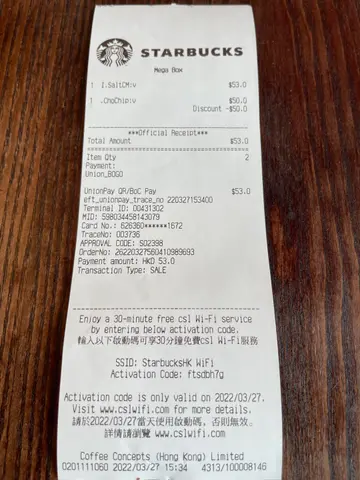 STARBUCKS
Mega Box
1 I.SaltCM:v $53.0
1 .ChoChip:v $50.0
Discount -$50.0
***Official Receipt***
Total Amount $53.0
Item Qty 2
Payment:
Union_BOGO
UnionPay QR/BoC Pay $53.0
eft_unionpay_trace_no 220327153400
Terminal ID: 00431302
MID: 598034458143079
Card No.: 626360******1672
TraceNo: 003736
APPROVAL CODE: S02398
OrderNo: 26220327560410989693
Payment amount: HKD 53.0
Transaction Type: SALE
Enjoy a 30-minute free csl Wi-Fi service
by entering below activation code.
輸入以下啟動碼可享30分鐘免費csl Wi-Fi服務
SSID: StarbucksHK WiFi
Activation Code: ftsdbh7g
Activation code is only valid on 2022/03/27.
Visit www.cslwifi.com for more details.
請於2022/03/27當天使用啟動碼，否則無效。
詳情請瀏覽 www.cslwifi.com
Coffee Concepts (Hong Kong) Limited
0201111060 2022/03/27 15:34 4313/100008146